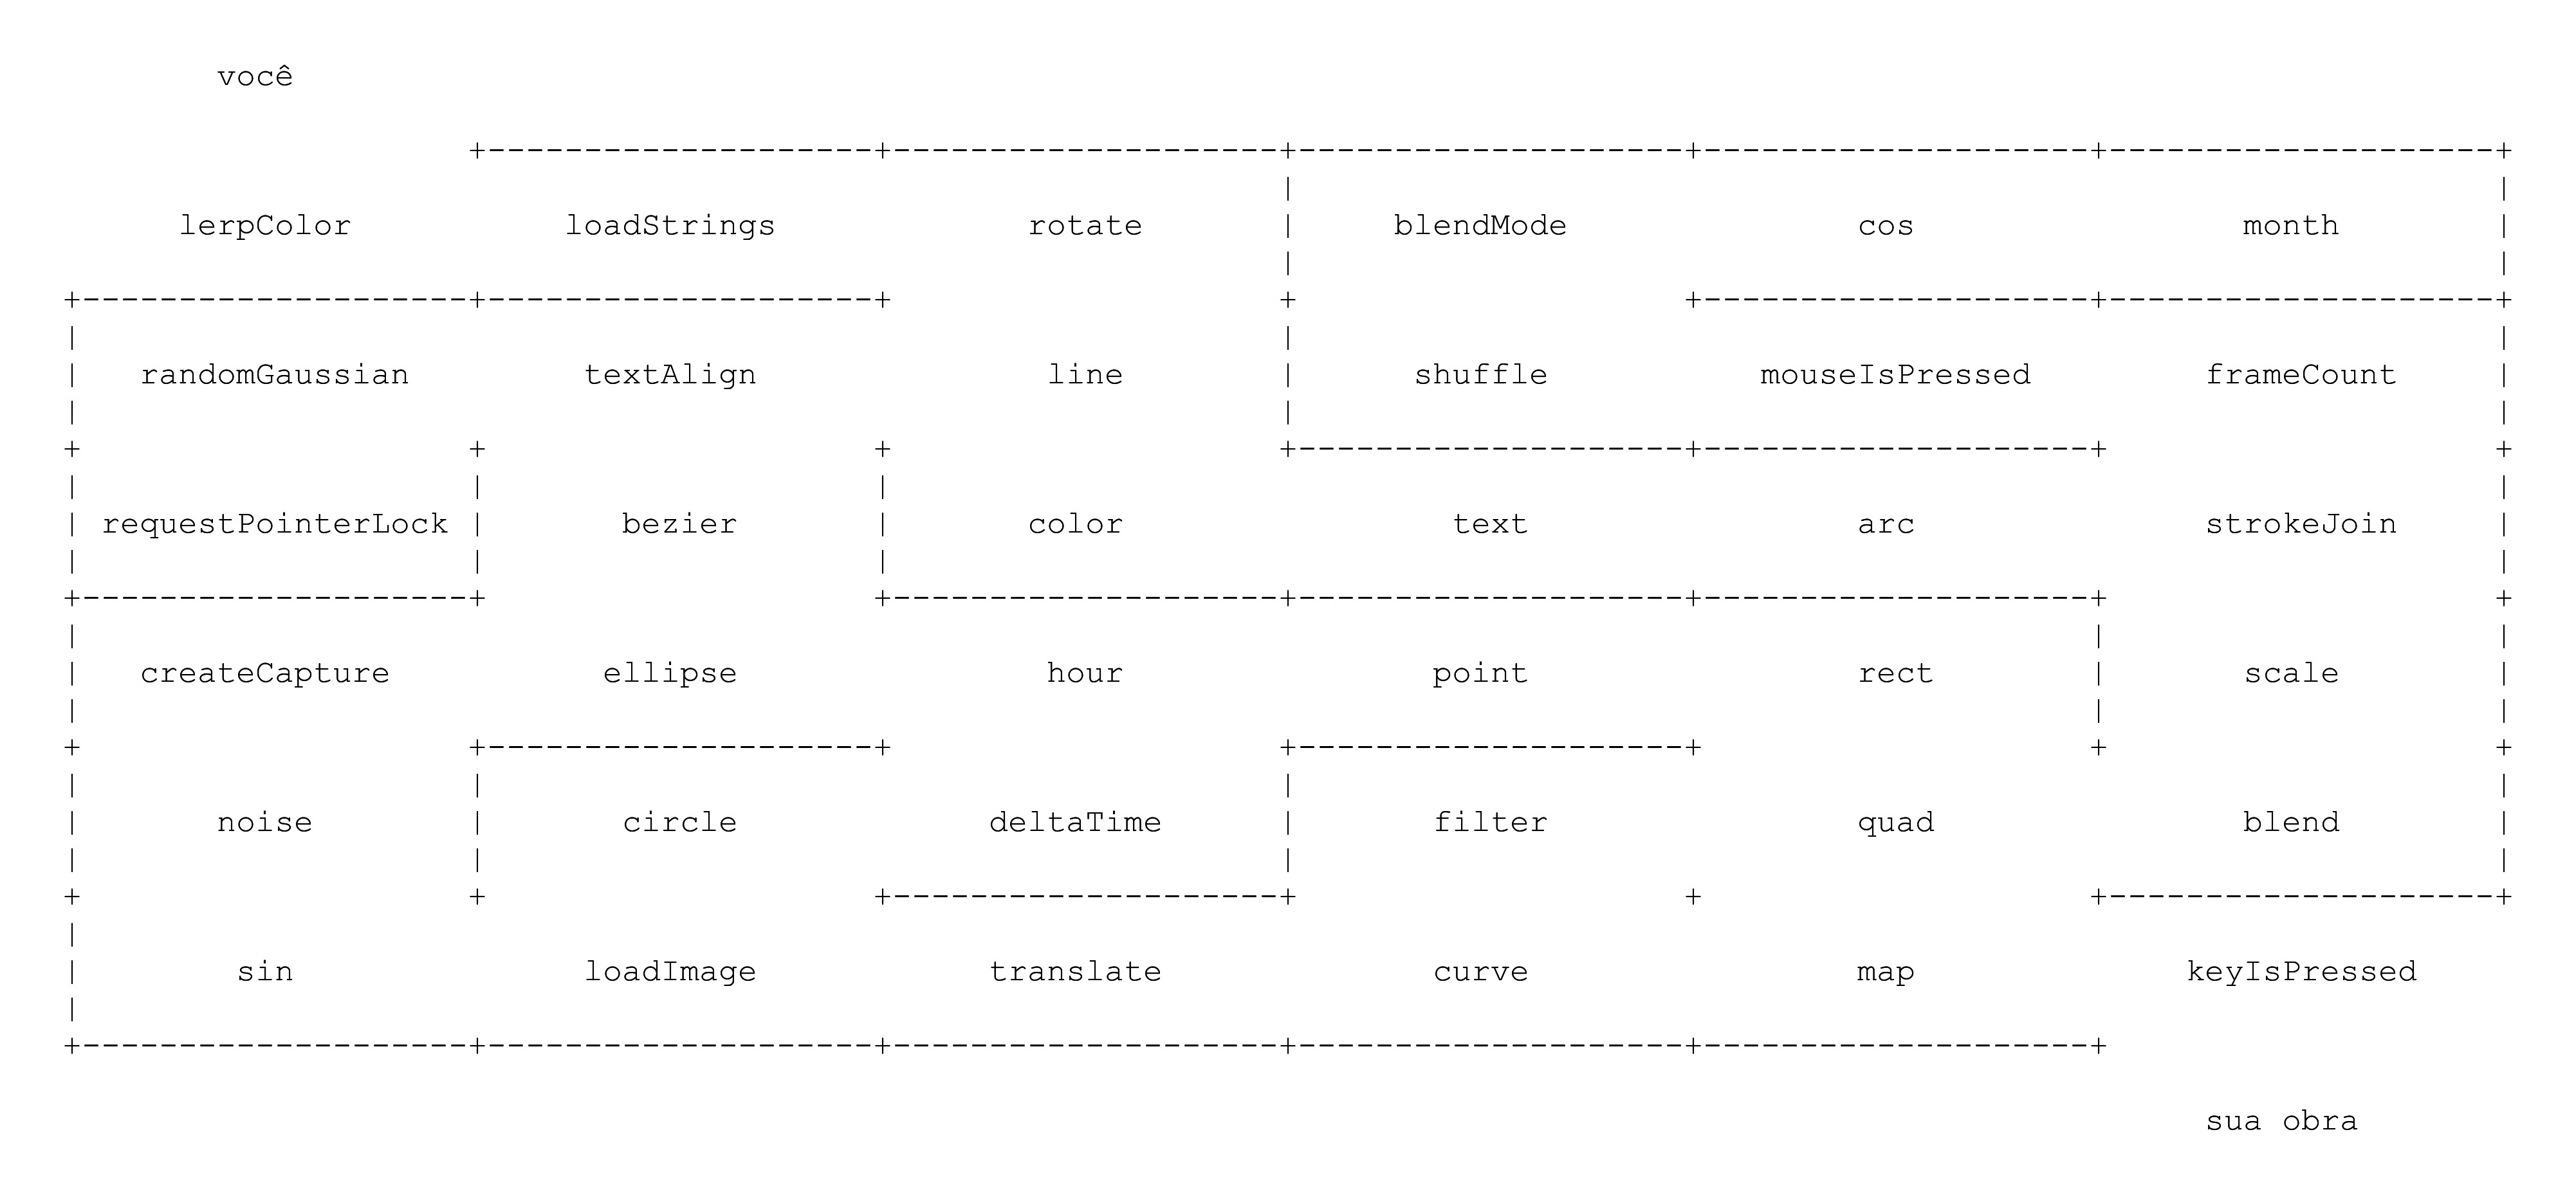 você
lerpColor loadStrings rotate blendMode cos month
randomGaussian textAlign line shuffle mouseIsPressed frameCount
requestPointerLock bezier color text arc strokeJoin
createCapture ellipse hour point rect scale
noise circle deltaTime filter quad blend
sin loadImage translate curve map keyIsPressed
sua obra